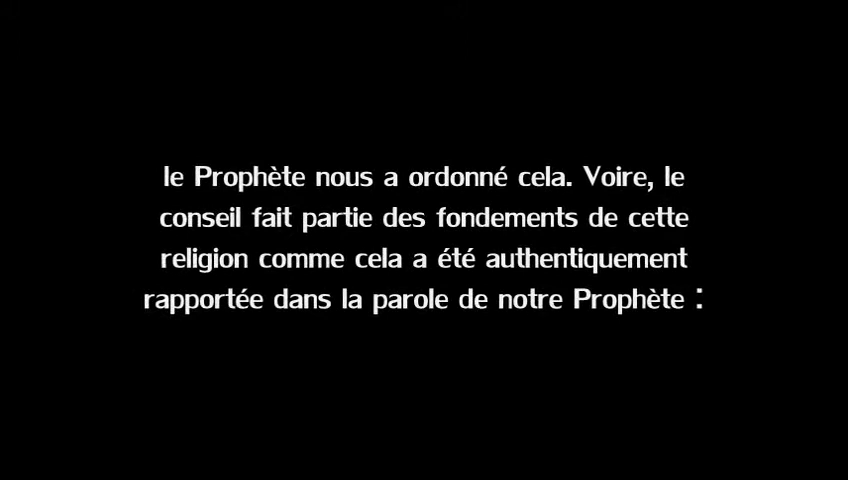 le Prophète nous a ordonné cela. Voire, le
conseil fait partie des fondements de cette
religion comme cela a été authentiquement
rapportée dans la parole de notre Prophète :